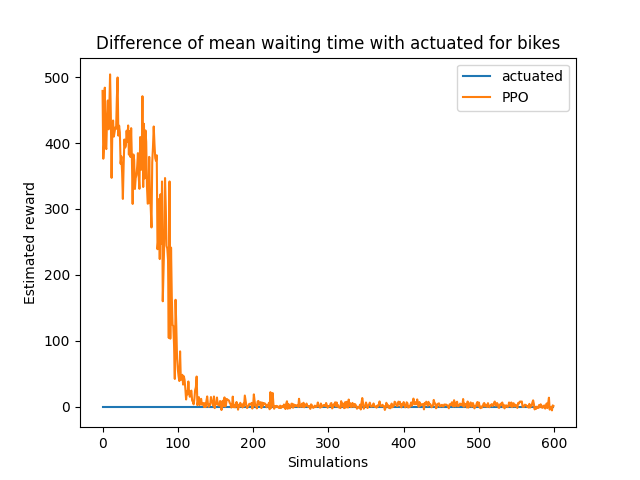 Difference of mean waiting time with actuated for bikes
actuated
PPO
Estimated reward
500
400
300
200
100
0
0 100 200 300 400 500 600
Simulations